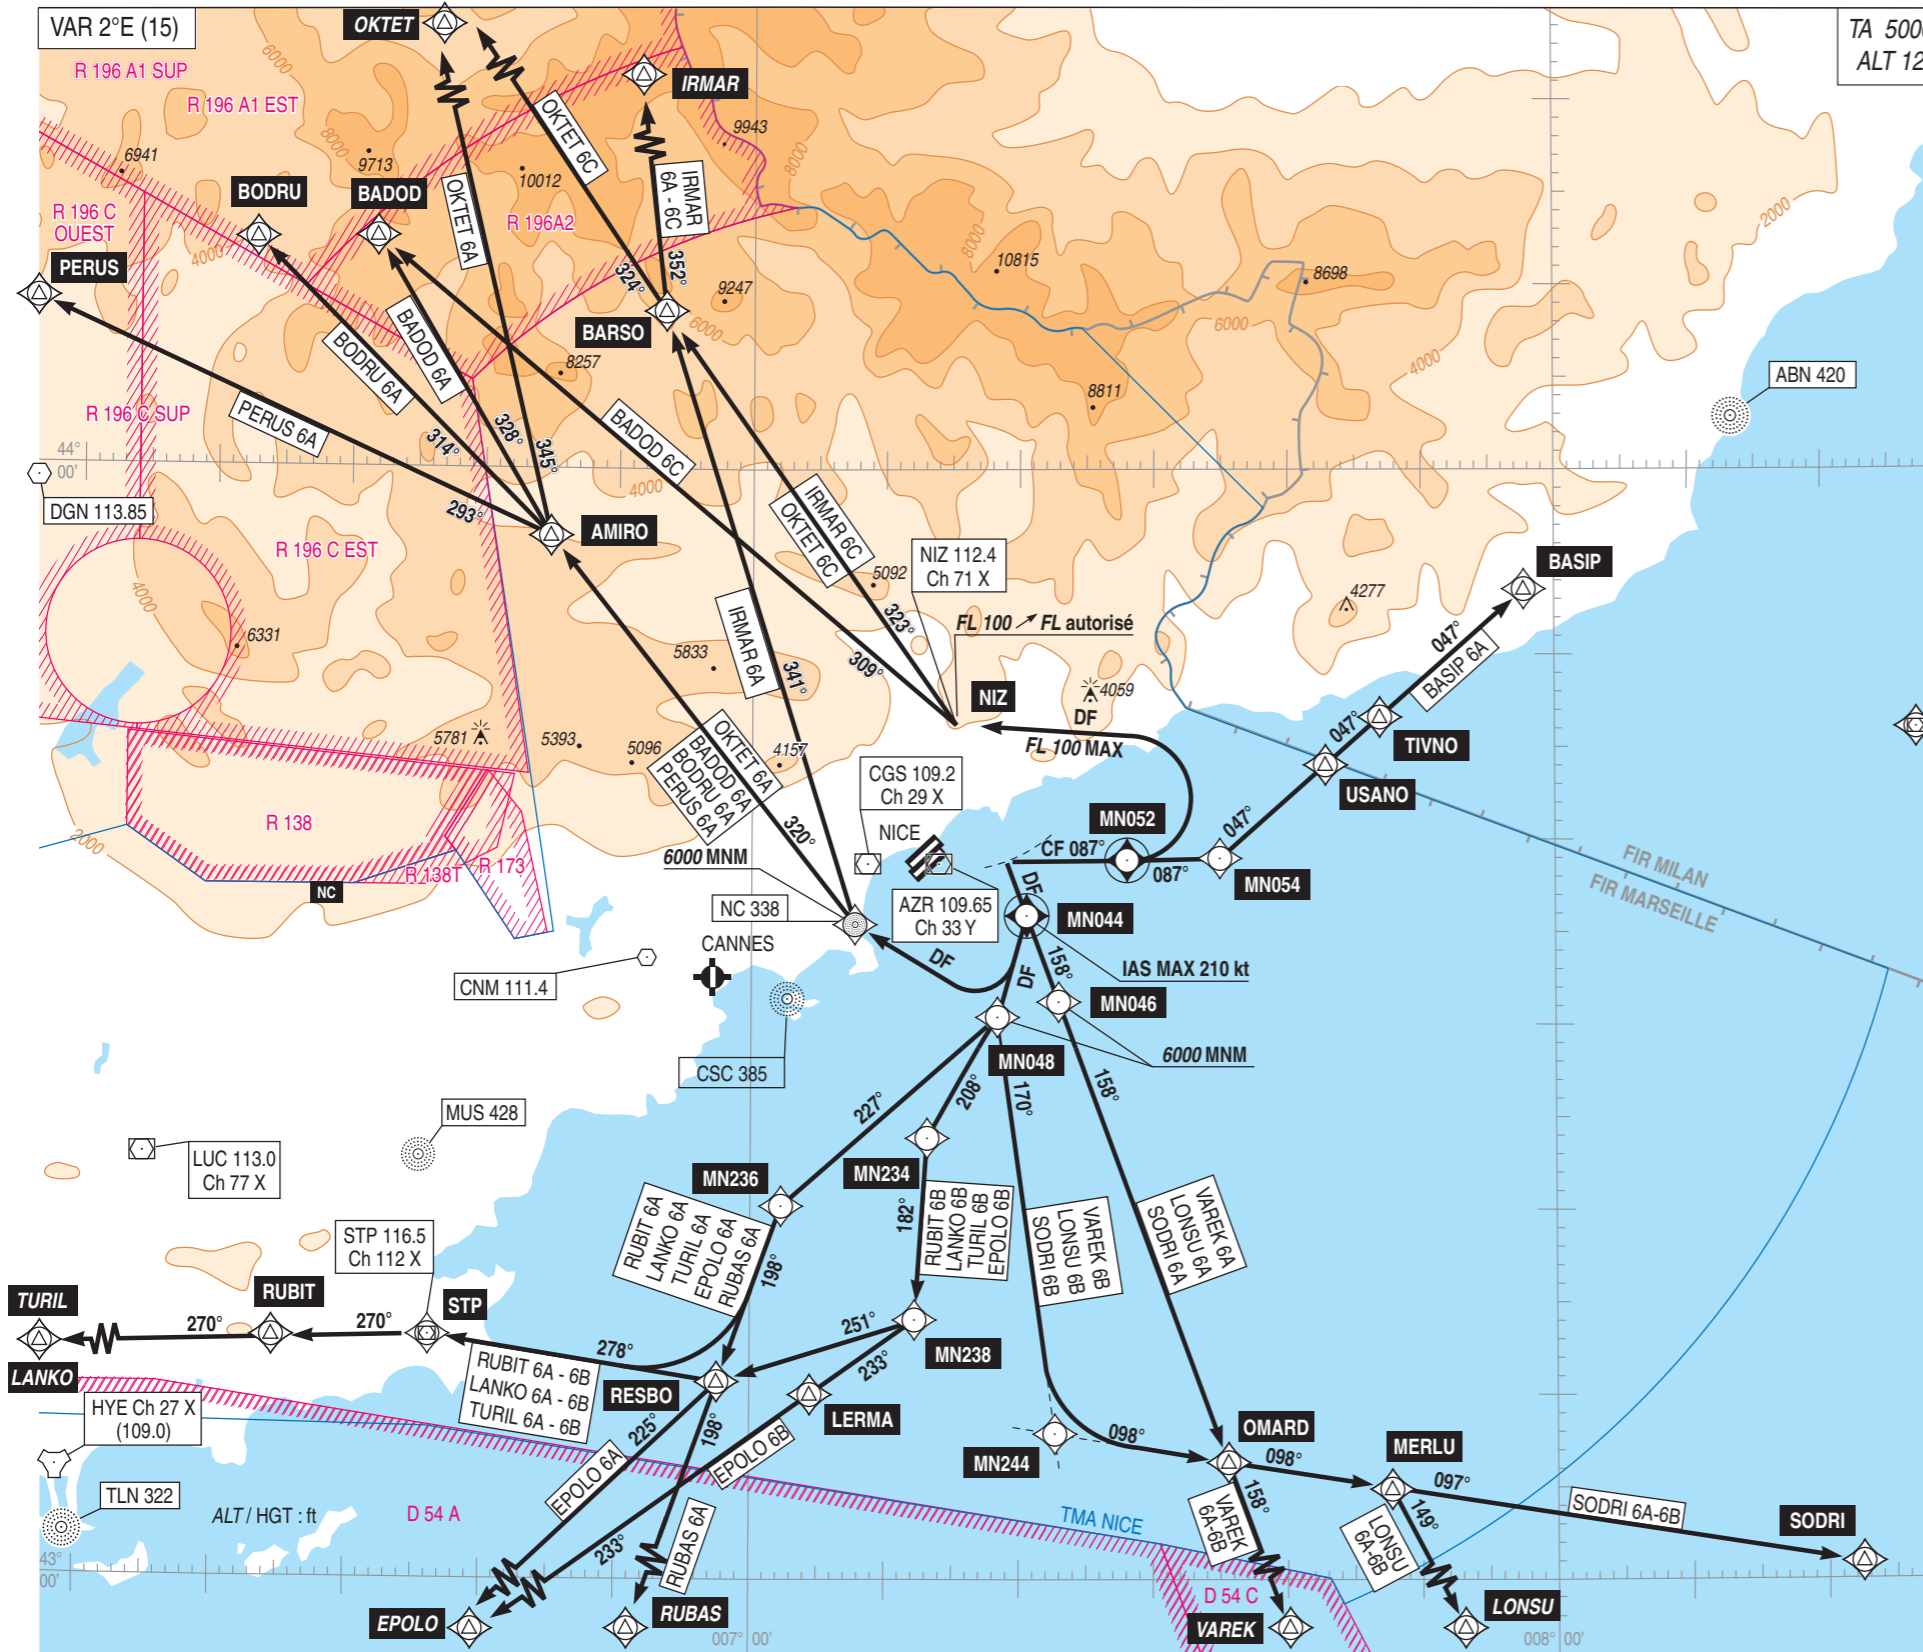 VAR 2°E (15)
OKTET
TA 500
ALT 12
6000
R 196 A1 SUP
IRMAR
R 196 A1 EST
OKTET 6C
8000
9943
8000
6941
9713
10012
IRMAR
6A - 6C
BODRU
BADOD
OKTET 6A
2000
R 196 C
OUEST
R 196A2
4000
8000
PERUS
10815
8698
324°
352°
9247
BARSO
6000
6000
BADOD 6A
BODRU 6A
8257
4000
ABN 420
8811
R 196 C SUP
PERUS 6A
BADOD 6C
314°
328°
345°
44°
00'
4000
DGN 113.85
293°
AMIRO
IRMAR 6C
OKTET 6C
R 196 C EST
NIZ 112.4
Ch 71 X
BASIP
4000
5092
4277
323°
FL 100 ➚ FL autorisé
6331
5833
IRMAR 6A
341°
309°
047°
BASIP 6A
NIZ
4059
DF
FL 100 MAX
047°
TIVNO
5781
5393
5096
4157
OKTET 6A
BADOD 6A
BODRU 6A
PERUS 6A
CGS 109.2
Ch 29 X
USANO
MN052
R 138
2000
320°
NICE
047°
6000 MNM
CF 087°
087°
FIR MILAN
FIR MARSEILLE
R 138T
R 173
NC
MN054
DF
NC 338
AZR 109.65
Ch 33 Y
MN044
CANNES
DF
158°
IAS MAX 210 kt
CNM 111.4
DF
MN046
6000 MNM
CSC 385
MN048
208°
170°
158°
227°
MUS 428
LUC 113.0
Ch 77 X
MN236
MN234
182°
RUBIT 6A
LANKO 6A
TURIL 6A
EPOLO 6A
RUBAS 6A
RUBIT 6B
LANKO 6B
TURIL 6B
EPOLO 6B
VAREK 6B
LONSU 6B
SODRI 6B
VAREK 6A
LONSU 6A
SODRI 6A
STP 116.5
Ch 112 X
198°
TURIL
RUBIT
STP
270°
270°
251°
278°
233°
MN238
LANKO
RUBIT 6A - 6B
LANKO 6A - 6B
TURIL 6A - 6B
RESBO
HYE Ch 27 X
(109.0)
LERMA
225°
198°
098°
OMARD
098°
MERLU
MN244
EPOLO 6B
097°
EPOLO 6A
TLN 322
ALT / HGT : ft
D 54 A
TMA NICE
VAREK
6A-6B
158°
149°
LONSU
6A-6B
SODRI 6A-6B
SODRI
233°
RUBAS 6A
43°
00'
D 54 C
EPOLO
RUBAS
VAREK
LONSU
007° 00'
008° 00'